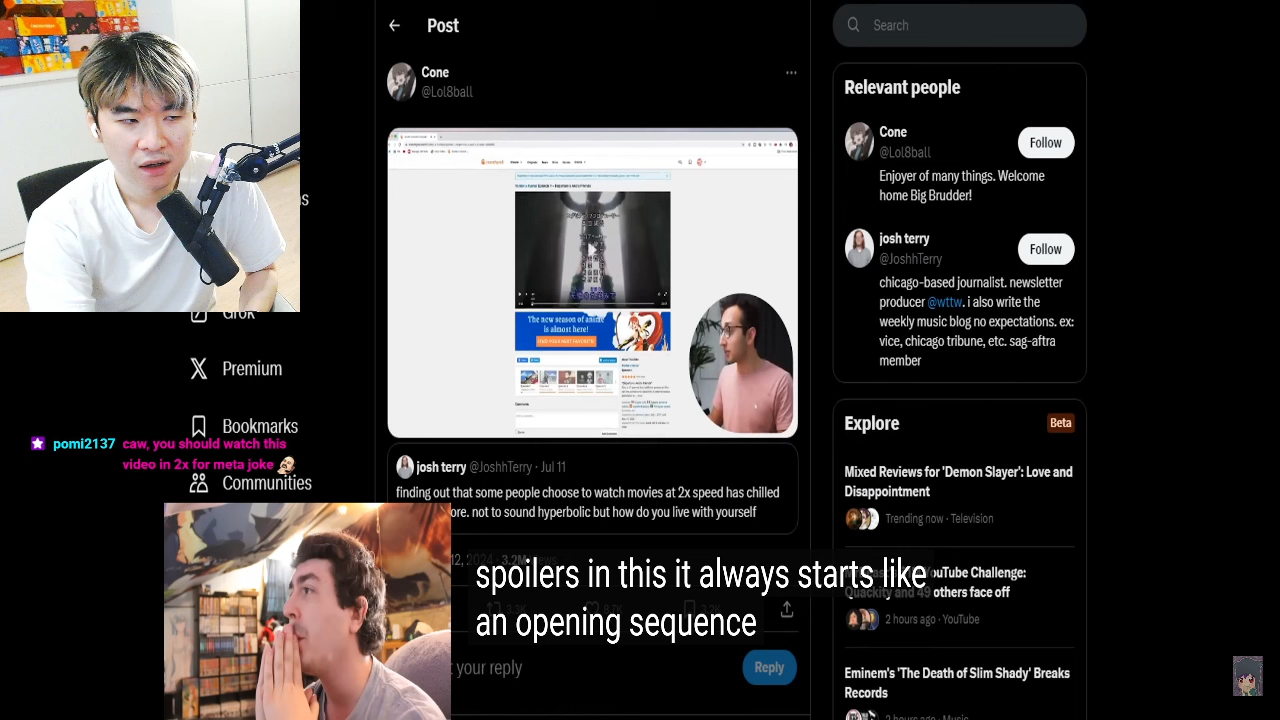 Post
Search
Cone
@Lol8ball
Relevant people
Cone
@Lol8ball
Follow
Enjoyer of many things. Welcome
home Big Brudder!
josh terry
@JoshhTerry
Follow
chicago-based journalist. newsletter
producer @wttw. i also write the
weekly music blog no expectations. ex:
vice, chicago tribune, etc. sag-aftra
member
The new season of anime
is almost here!
Grok
Premium
Bookmarks
Communities
pomi2137 caw, you should watch this
video in 2x for meta joke
josh terry @JoshhTerry · Jul 11
finding out that some people choose to watch movies at 2x speed has chilled
ore. not to sound hyperbolic but how do you live with yourself
spoilers in this it always starts like
an opening sequence
your reply
Reply
Explore
Beta
Mixed Reviews for 'Demon Slayer': Love and
Disappointment
Trending now · Television
YouTube Challenge:
Quackity and 49 others face off
2 hours ago · YouTube
Eminem's 'The Death of Slim Shady' Breaks
Records
2 hours ago · Music